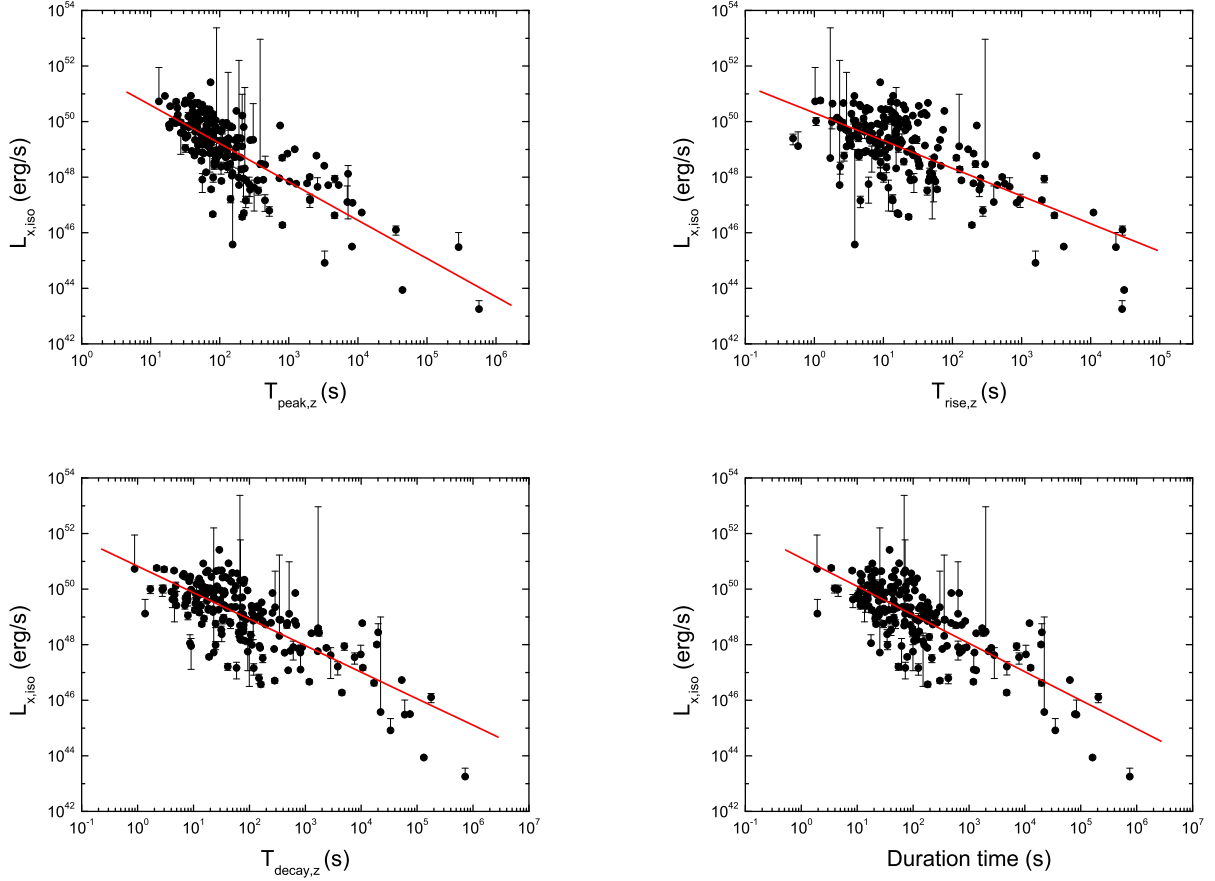 10^54
10^52
10^50
10^48
10^46
10^44
10^42
L_x,iso (erg/s)
10^0 10^1 10^2 10^3 10^4 10^5 10^6
T_peak,z (s)
10^54
10^52
10^50
10^48
10^46
10^44
10^42
L_x,iso (erg/s)
10^-1 10^0 10^1 10^2 10^3 10^4 10^5
T_rise,z (s)
10^54
10^52
10^50
10^48
10^46
10^44
10^42
L_x,iso (erg/s)
10^-1 10^0 10^1 10^2 10^3 10^4 10^5 10^6 10^7
T_decay,z (s)
10^54
10^52
10^50
10^48
10^46
10^44
10^42
L_x,iso (erg/s)
10^-1 10^0 10^1 10^2 10^3 10^4 10^5 10^6 10^7
Duration time (s)